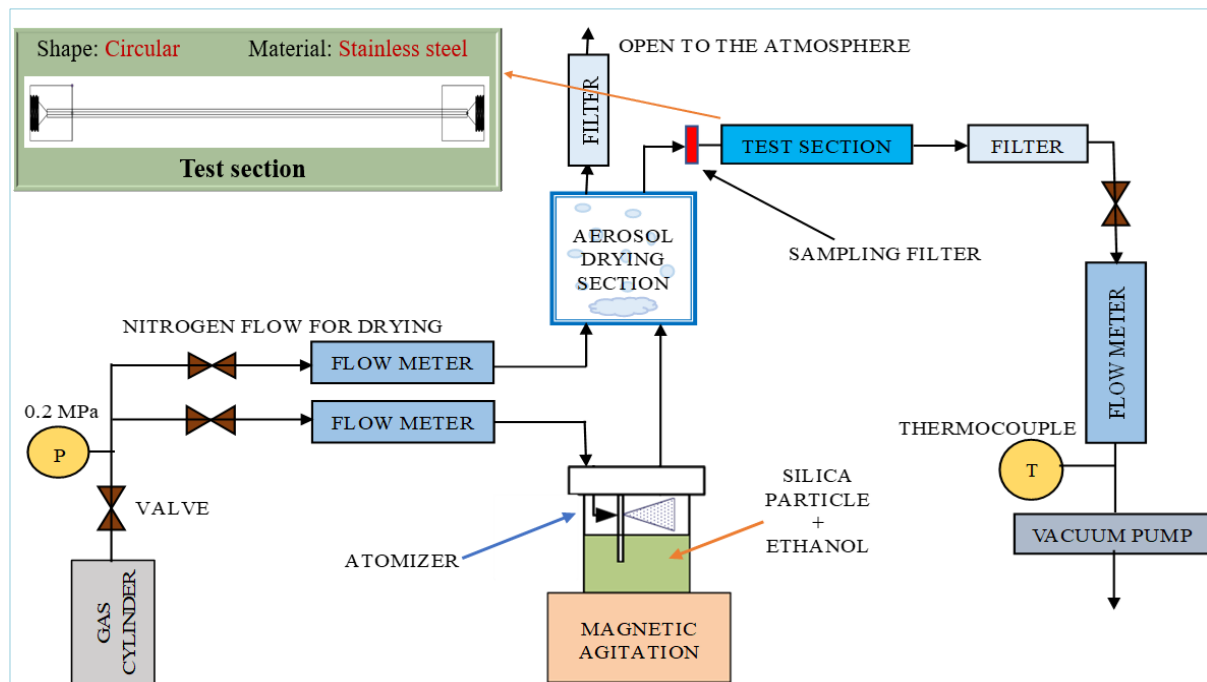 Shape: Circular
Material: Stainless steel
Test section
OPEN TO THE ATMOSPHERE
FILTER
TEST SECTION
FILTER
SAMPLING FILTER
AEROSOL
DRYING
SECTION
NITROGEN FLOW FOR DRYING
FLOW METER
FLOW METER
0.2 MPa
P
VALVE
GAS
CYLINDER
ATOMIZER
SILICA
PARTICLE
+
ETHANOL
MAGNETIC
AGITATION
FLOW METER
THERMOCOUPLE
T
VACUUM PUMP